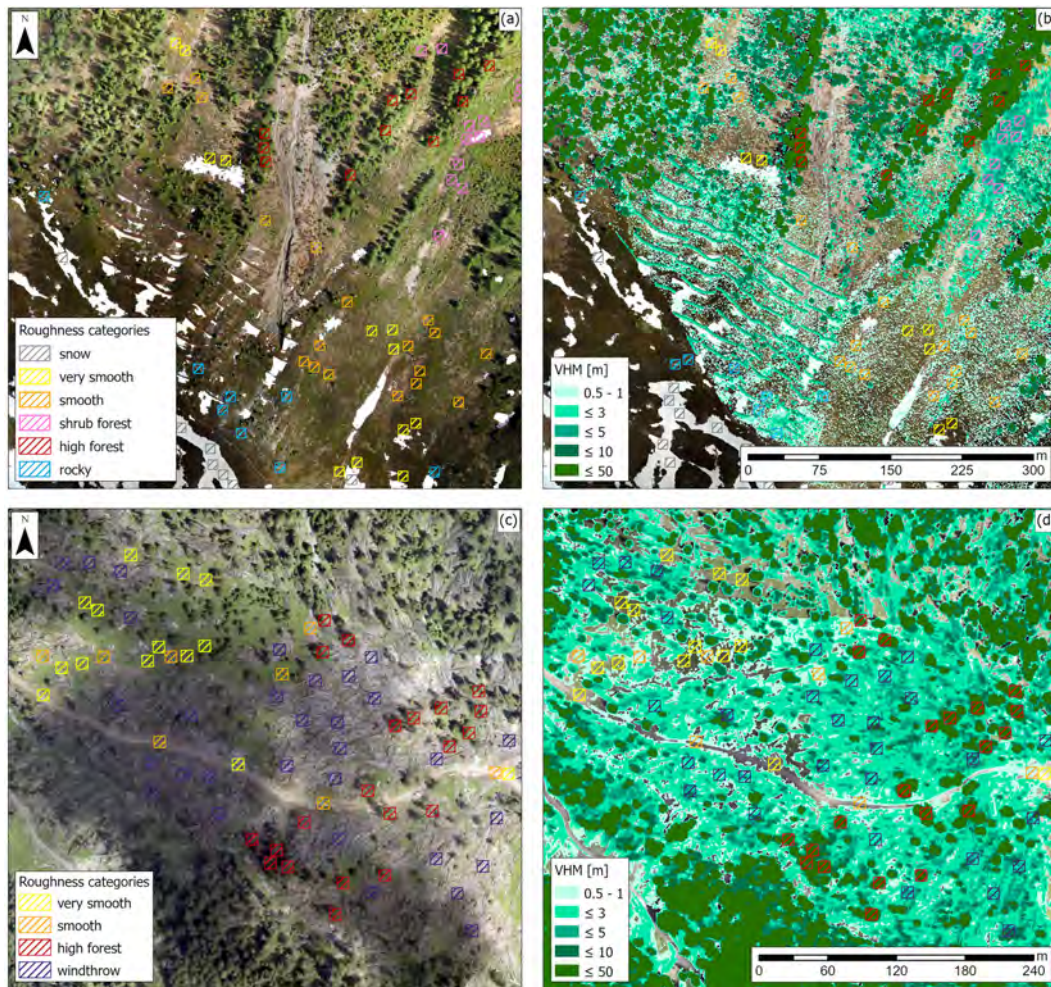 N
(a)
Roughness categories
snow
very smooth
smooth
shrub forest
high forest
rocky
(b)
VHM [m]
0.5 - 1
≤ 3
≤ 5
≤ 10
≤ 50
m
0 75 150 225 300
N
(c)
Roughness categories
very smooth
smooth
high forest
windthrow
(d)
VHM [m]
0.5 - 1
≤ 3
≤ 5
≤ 10
≤ 50
m
0 60 120 180 240